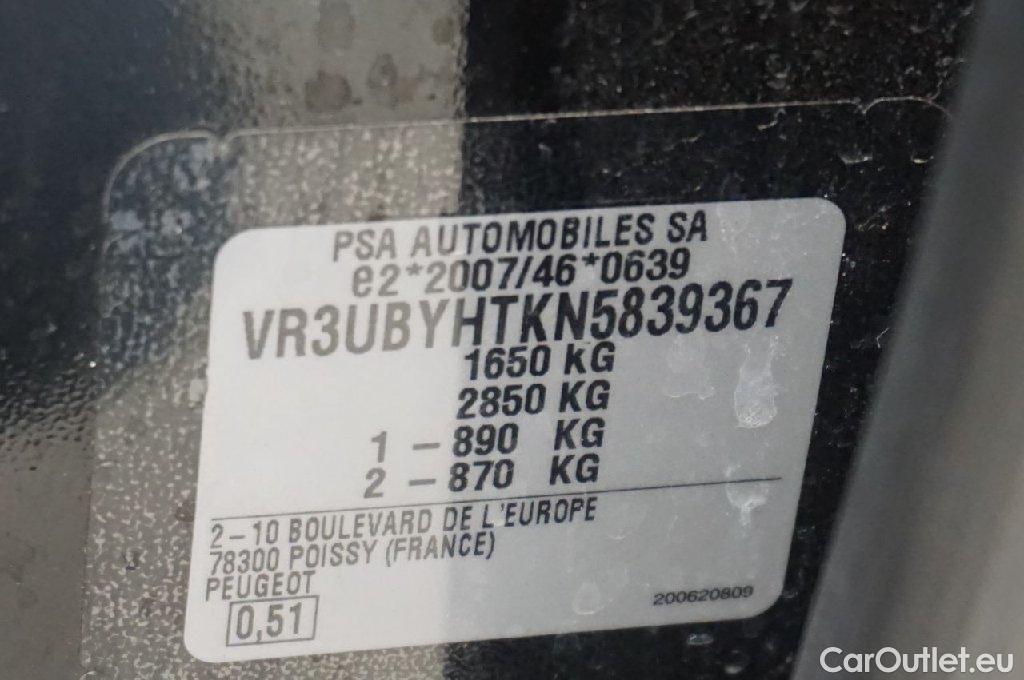 PSA AUTOMOBILES SA
e2*2007/46*0639
VR3UBYHTKN5839367
1650 KG
2850 KG
1 – 890 KG
2 – 870 KG
2–10 BOULEVARD DE L'EUROPE
78300 POISSY (FRANCE)
PEUGEOT
0,51
200620809
CarOutlet.eu